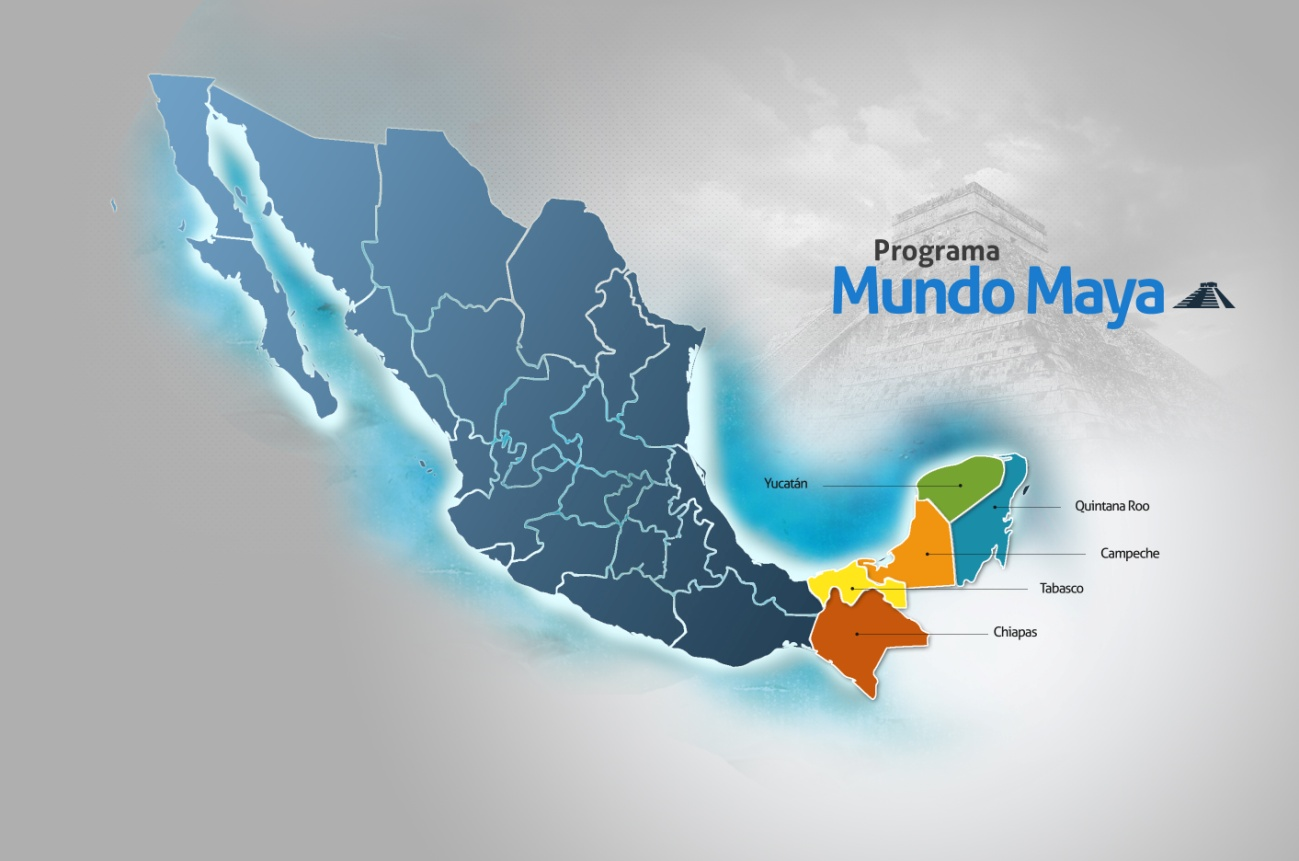 Programa
Mundo Maya
Yucatán
Quintana Roo
Campeche
Tabasco
Chiapas